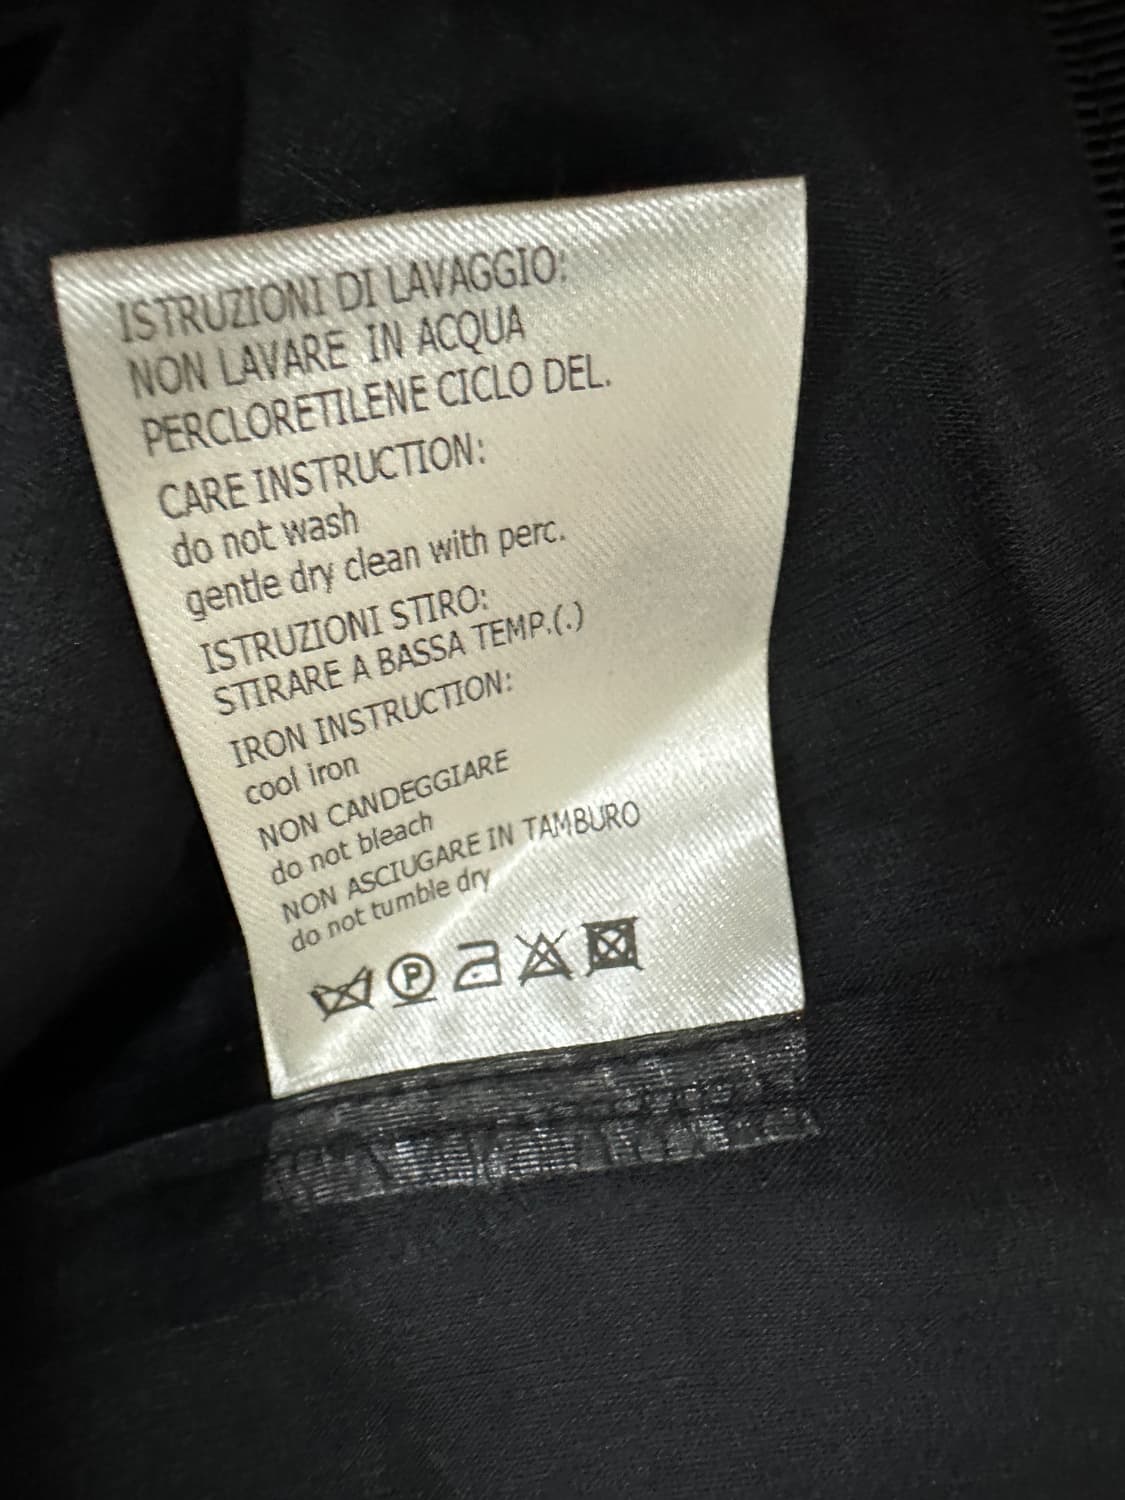 ISTRUZIONI DI LAVAGGIO:
NON LAVARE IN ACQUA
PERCLORETILENE CICLO DEL.
CARE INSTRUCTION:
do not wash
gentle dry clean with perc.
ISTRUZIONI STIRO:
STIRARE A BASSA TEMP.(.)
IRON INSTRUCTION:
cool iron
NON CANDEGGIARE
do not bleach
NON ASCIUGARE IN TAMBURO
do not tumble dry
P